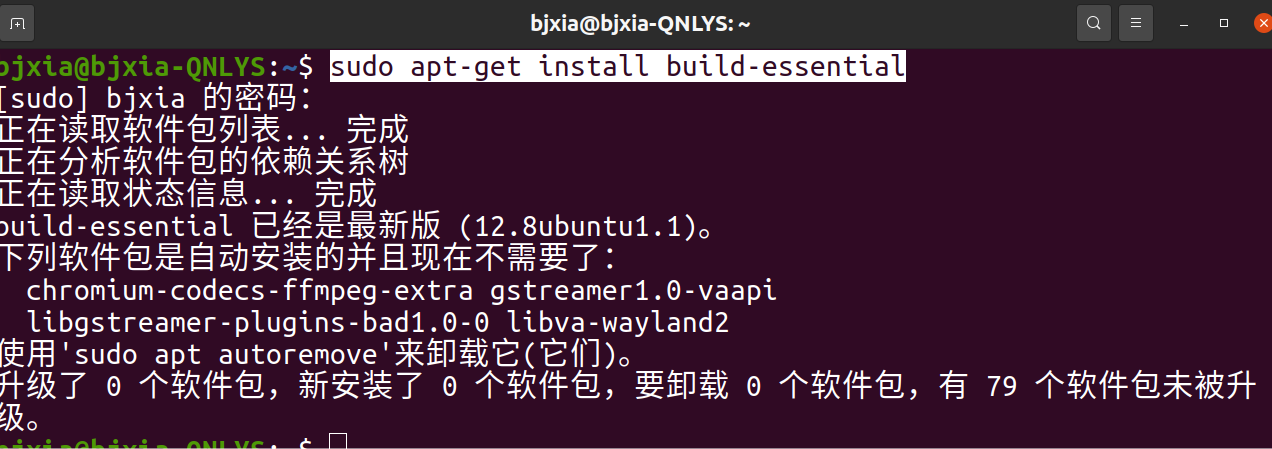 bjxia@bjxia-QNLYS: ~
bjxia@bjxia-QNLYS:~$ sudo apt-get install build-essential
[sudo] bjxia 的密码：
正在读取软件包列表... 完成
正在分析软件包的依赖关系树
正在读取状态信息... 完成
build-essential 已经是最新版 (12.8ubuntu1.1)。
下列软件包是自动安装的并且现在不需要了：
chromium-codecs-ffmpeg-extra gstreamer1.0-vaapi
libgstreamer-plugins-bad1.0-0 libva-wayland2
使用'sudo apt autoremove'来卸载它(它们)。
升级了 0 个软件包，新安装了 0 个软件包，要卸载 0 个软件包，有 79 个软件包未被升
级。
bjxia@bjxia-QNLYS:~$